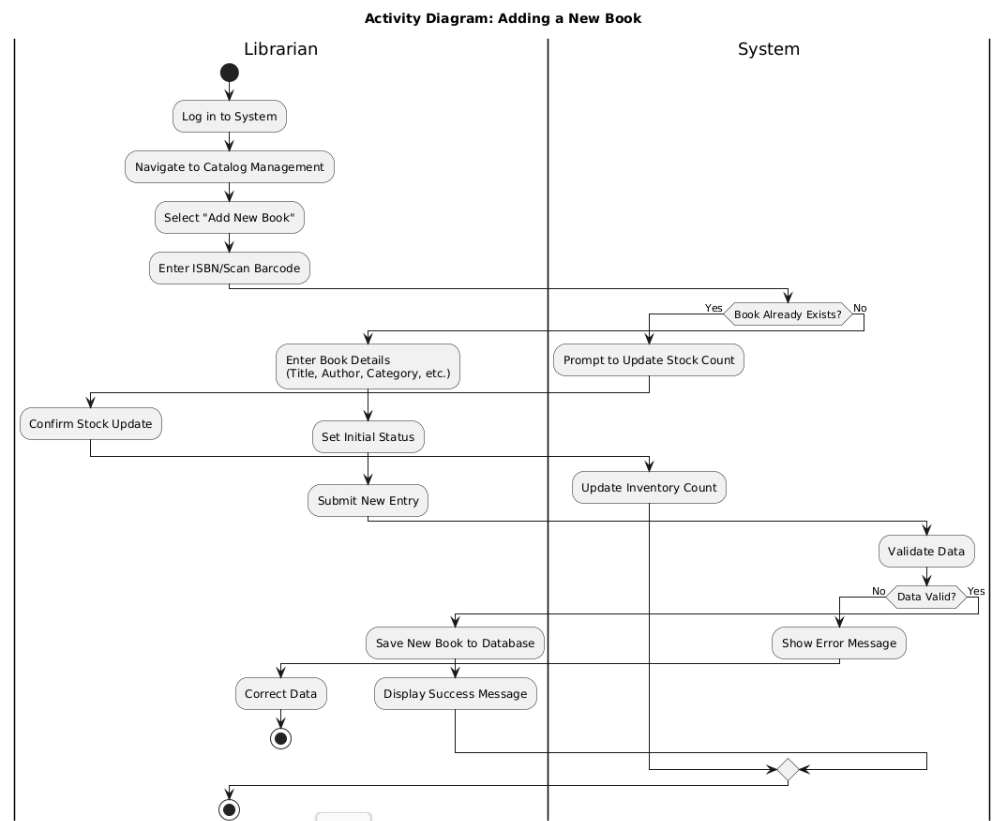 Activity Diagram: Adding a New Book
Librarian
System
Log in to System
Navigate to Catalog Management
Select "Add New Book"
Enter ISBN/Scan Barcode
Yes
Book Already Exists?
No
Enter Book Details
(Title, Author, Category, etc.)
Prompt to Update Stock Count
Confirm Stock Update
Set Initial Status
Update Inventory Count
Submit New Entry
Validate Data
No
Data Valid?
Yes
Save New Book to Database
Show Error Message
Correct Data
Display Success Message